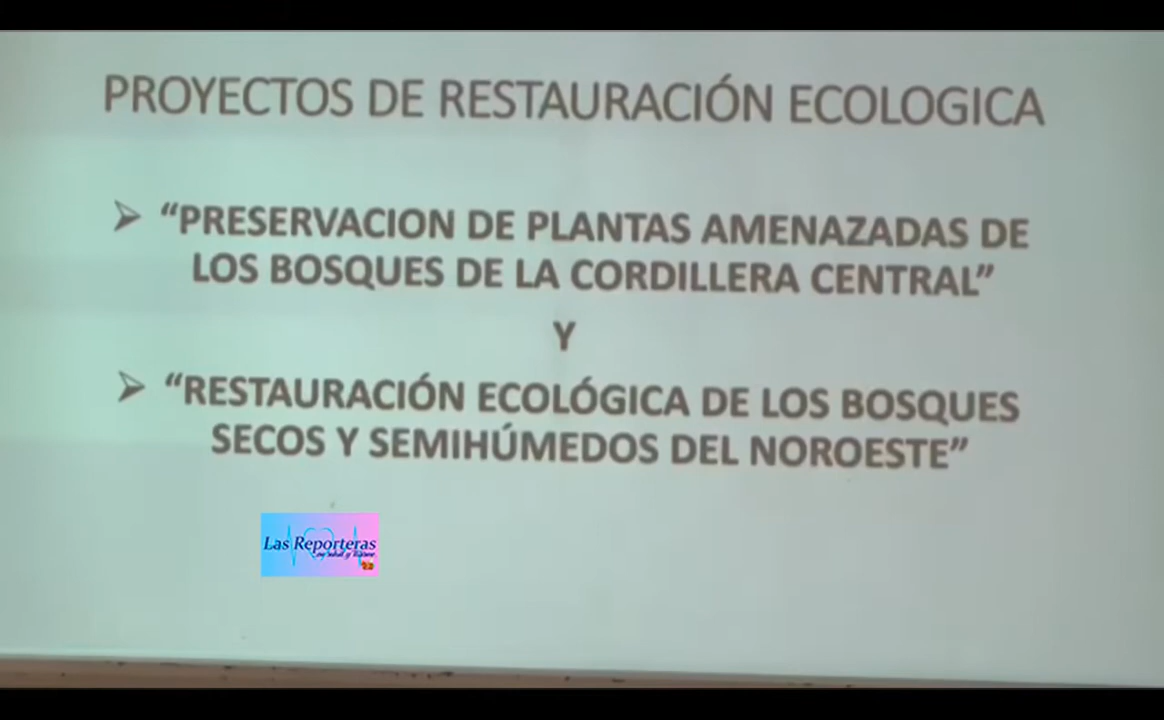 PROYECTOS DE RESTAURACIÓN ECOLOGICA
➢ “PRESERVACION DE PLANTAS AMENAZADAS DE
LOS BOSQUES DE LA CORDILLERA CENTRAL”
Y
➢ “RESTAURACIÓN ECOLÓGICA DE LOS BOSQUES
SECOS Y SEMIHÚMEDOS DEL NOROESTE”
Las Reporteras